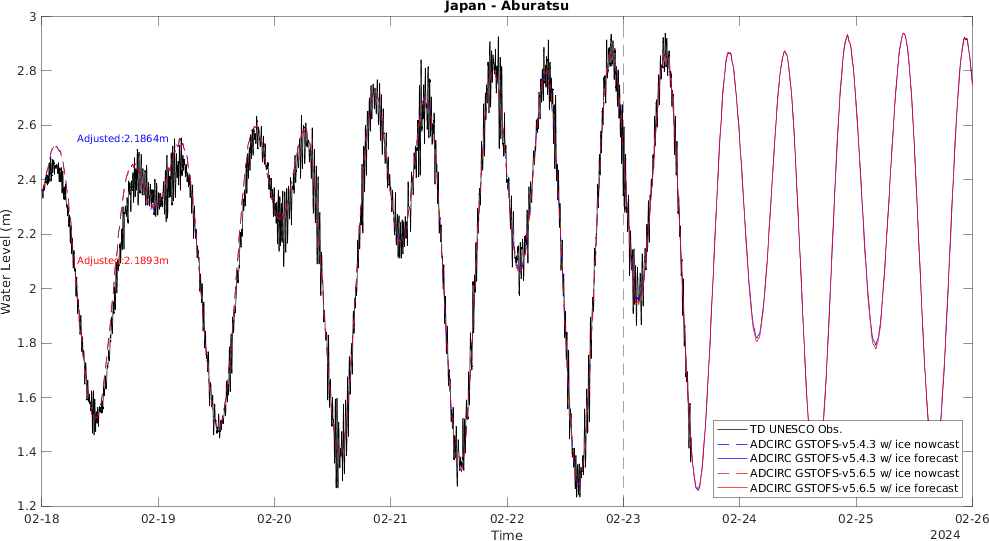 Japan - Aburatsu
3
2.8
2.6
2.4
2.2
2
1.8
1.6
1.4
1.2
Water Level (m)
Adjusted:2.1864m
Adjusted:2.1893m
TD UNESCO Obs.
ADCIRC GSTOFS-v5.4.3 w/ ice nowcast
ADCIRC GSTOFS-v5.4.3 w/ ice forecast
ADCIRC GSTOFS-v5.6.5 w/ ice nowcast
ADCIRC GSTOFS-v5.6.5 w/ ice forecast
02-18 02-19 02-20 02-21 02-22 02-23 02-24 02-25 02-26
Time
2024